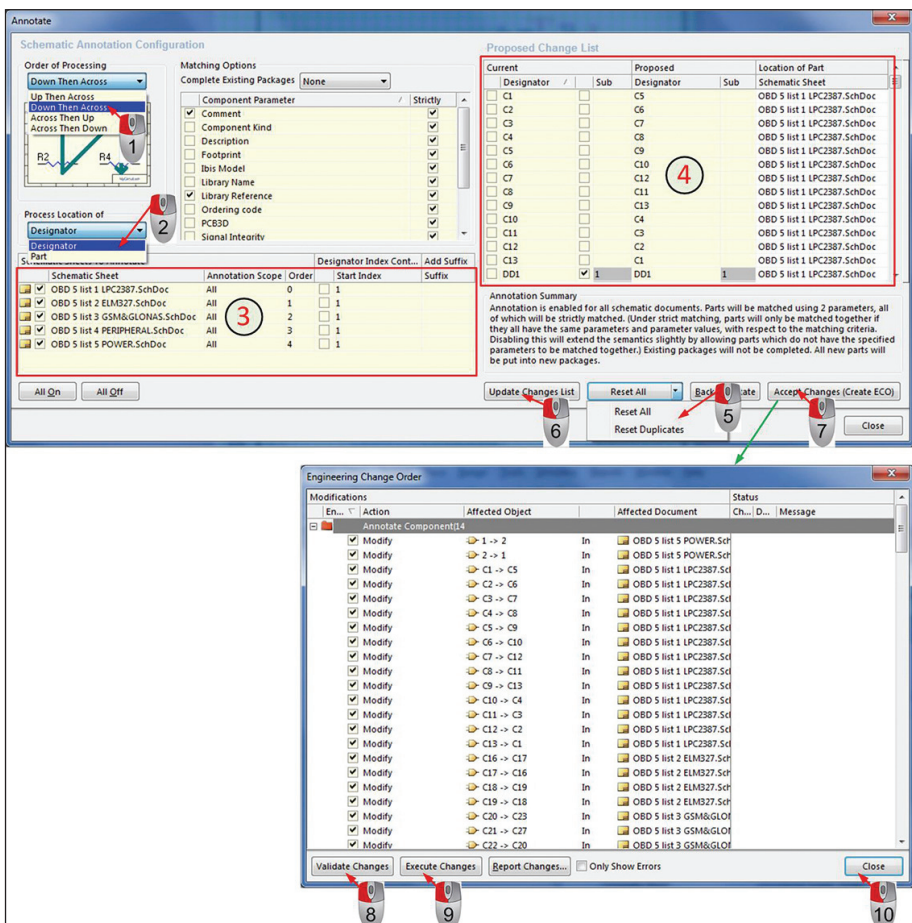 Annotate
Schematic Annotation Configuration
Order of Processing
Down Then Across
Up Then Across
Down Then Across
Across Then Up
Across Then Down
1
R2 R4
Process Location of
2
Designator
Designator
Part
Matching Options
Complete Existing Packages None
Component Parameter / Strictly
Comment
Component Kind
Description
Footprint
Ibis Model
Library Name
Library Reference
Ordering code
PCB3D
Signal Integrity
Designator Index Cont... Add Suffix
Schematic Sheet Annotation Scope Order Start Index Suffix
OBD 5 list 1 LPC2387.SchDoc All 0 1
OBD 5 list 2 ELM327.SchDoc All 1 1
OBD 5 list 3 GSM&GLONAS.SchDoc All 2 1
OBD 5 list 4 PERIPHERAL.SchDoc All 3 1
OBD 5 list 5 POWER.SchDoc All 4 1
3
All On All Off
Proposed Change List
Current Proposed Location of Part
Designator / Sub Designator Sub Schematic Sheet
C1 C5 OBD 5 list 1 LPC2387.SchDoc
C2 C6 OBD 5 list 1 LPC2387.SchDoc
C3 C7 OBD 5 list 1 LPC2387.SchDoc
C4 C8 OBD 5 list 1 LPC2387.SchDoc
C5 C9 OBD 5 list 1 LPC2387.SchDoc
C6 C10 OBD 5 list 1 LPC2387.SchDoc
C7 C12 OBD 5 list 1 LPC2387.SchDoc
C8 C11 OBD 5 list 1 LPC2387.SchDoc
C9 C13 OBD 5 list 1 LPC2387.SchDoc
C10 C4 OBD 5 list 1 LPC2387.SchDoc
C11 C3 OBD 5 list 1 LPC2387.SchDoc
C12 C2 OBD 5 list 1 LPC2387.SchDoc
C13 C1 OBD 5 list 1 LPC2387.SchDoc
DD1 1 DD1 1 OBD 5 list 1 LPC2387.SchDoc
4
Annotation Summary
Annotation is enabled for all schematic documents. Parts will be matched using 2 parameters, all
of which will be strictly matched. (Under strict matching, parts will only be matched together if
they all have the same parameters and parameter values, with respect to the matching criteria.
Disabling this will extend the semantics slightly by allowing parts which do not have the specified
parameters to be matched together.) Existing packages will not be completed. All new parts will
be put into new packages.
Update Changes List Reset All Accept Changes (Create ECO)
Reset All
Reset Duplicates
6 5 7
Close
Engineering Change Order
Modifications Status
En... Action Affected Object Affected Document Ch... D... Message
Annotate Component(14
Modify 1 -> 2 In OBD 5 list 5 POWER.Sch
Modify 2 -> 1 In OBD 5 list 5 POWER.Sch
Modify C1 -> C5 In OBD 5 list 1 LPC2387.Scl
Modify C2 -> C6 In OBD 5 list 1 LPC2387.Scl
Modify C3 -> C7 In OBD 5 list 1 LPC2387.Scl
Modify C4 -> C8 In OBD 5 list 1 LPC2387.Scl
Modify C5 -> C9 In OBD 5 list 1 LPC2387.Scl
Modify C6 -> C10 In OBD 5 list 1 LPC2387.Scl
Modify C7 -> C12 In OBD 5 list 1 LPC2387.Scl
Modify C8 -> C11 In OBD 5 list 1 LPC2387.Scl
Modify C9 -> C13 In OBD 5 list 1 LPC2387.Scl
Modify C10 -> C4 In OBD 5 list 1 LPC2387.Scl
Modify C11 -> C3 In OBD 5 list 1 LPC2387.Scl
Modify C12 -> C2 In OBD 5 list 1 LPC2387.Scl
Modify C13 -> C1 In OBD 5 list 1 LPC2387.Scl
Modify C16 -> C17 In OBD 5 list 2 ELM327.Sch
Modify C17 -> C16 In OBD 5 list 2 ELM327.Sch
Modify C18 -> C19 In OBD 5 list 2 ELM327.Sch
Modify C19 -> C18 In OBD 5 list 2 ELM327.Sch
Modify C20 -> C23 In OBD 5 list 3 GSM&GLON
Modify C21 -> C27 In OBD 5 list 3 GSM&GLON
Modify C22 -> C20 In OBD 5 list 3 GSM&GLON
Validate Changes Execute Changes Report Changes... Only Show Errors Close
8 9 10